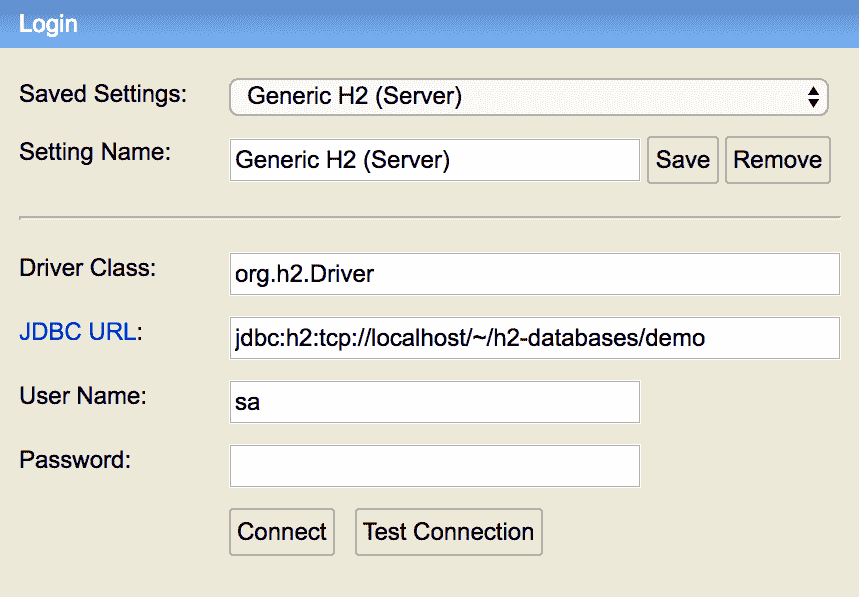 Login
Saved Settings: Generic H2 (Server)
Setting Name: Generic H2 (Server) Save Remove
Driver Class: org.h2.Driver
JDBC URL: jdbc:h2:tcp://localhost/~/h2-databases/demo
User Name: sa
Password:
Connect Test Connection